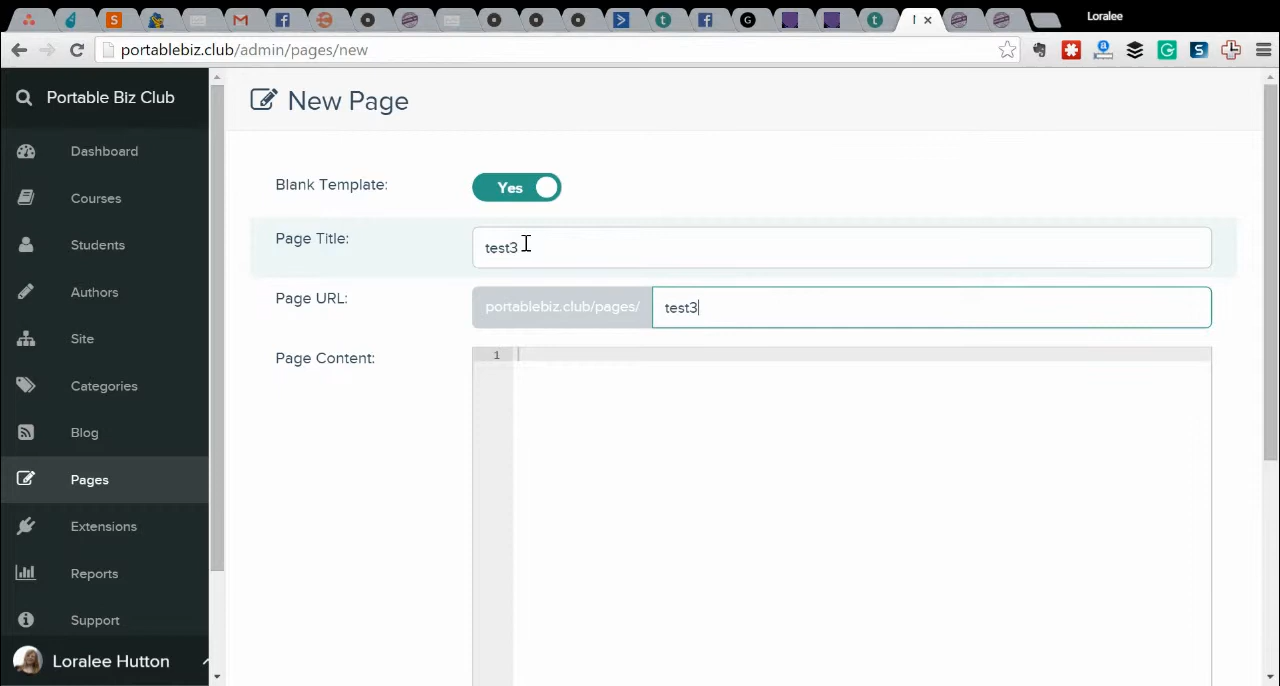 Loralee
portablebiz.club/admin/pages/new
Portable Biz Club
New Page
Dashboard
Blank Template:
Yes
Courses
Page Title:
test3
Students
Authors
Page URL:
portablebiz.club/pages/
test3
Site
Page Content:
1
Categories
Blog
Pages
Extensions
Reports
Support
Loralee Hutton